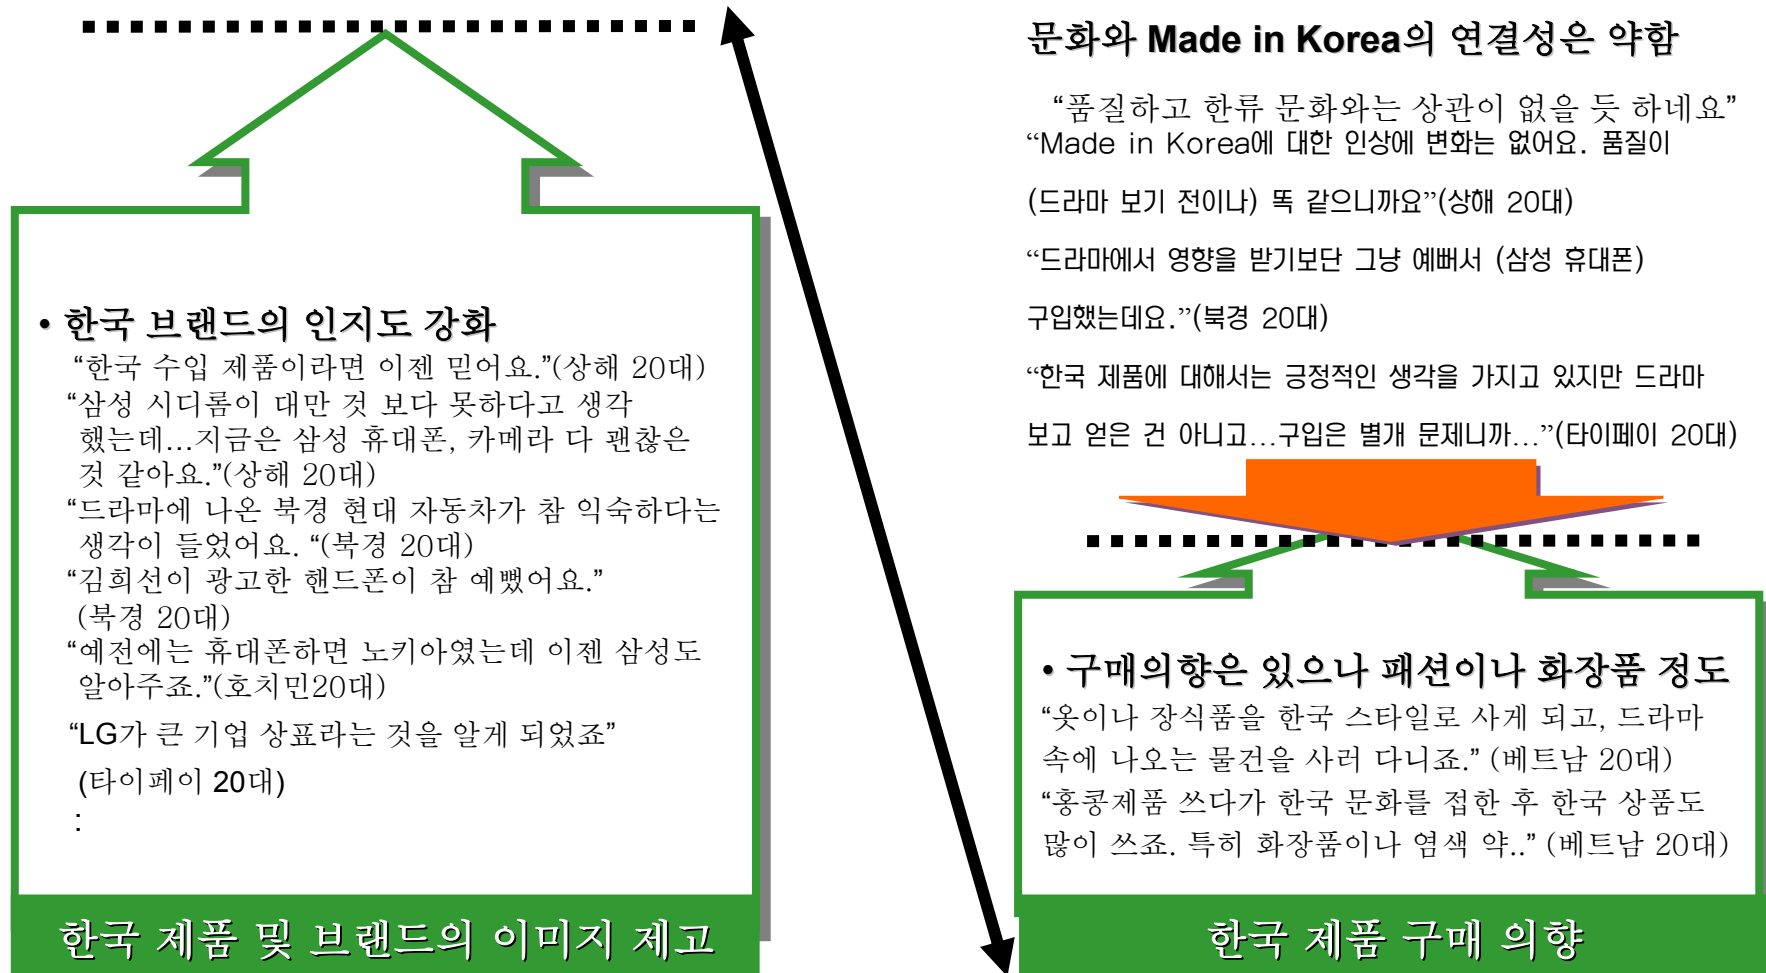 • 한국 브랜드의 인지도 강화
“한국 수입 제품이라면 이젠 믿어요.”(상해 20대)
“삼성 시디롬이 대만 것 보다 못하다고 생각
했는데…지금은 삼성 휴대폰, 카메라 다 괜찮은
것 같아요.”(상해 20대)
“드라마에 나온 북경 현대 자동차가 참 익숙하다는
생각이 들었어요. “(북경 20대)
“김희선이 광고한 핸드폰이 참 예뻤어요.”
(북경 20대)
“예전에는 휴대폰하면 노키아였는데 이젠 삼성도
알아주죠.”(호치민20대)
“LG가 큰 기업 상표라는 것을 알게 되었죠”
(타이페이 20대)
:
한국 제품 및 브랜드의 이미지 제고
문화와 Made in Korea의 연결성은 약함
“품질하고 한류 문화와는 상관이 없을 듯 하네요”
“Made in Korea에 대한 인상에 변화는 없어요. 품질이
(드라마 보기 전이나) 똑 같으니까요”(상해 20대)
“드라마에서 영향을 받기보단 그냥 예뻐서 (삼성 휴대폰)
구입했는데요.”(북경 20대)
“한국 제품에 대해서는 긍정적인 생각을 가지고 있지만 드라마
보고 얻은 건 아니고…구입은 별개 문제니까…”(타이페이 20대)
• 구매의향은 있으나 패션이나 화장품 정도
“옷이나 장식품을 한국 스타일로 사게 되고, 드라마
속에 나오는 물건을 사러 다니죠.” (베트남 20대)
“홍콩제품 쓰다가 한국 문화를 접한 후 한국 상품도
많이 쓰죠. 특히 화장품이나 염색 약..” (베트남 20대)
한국 제품 구매 의향